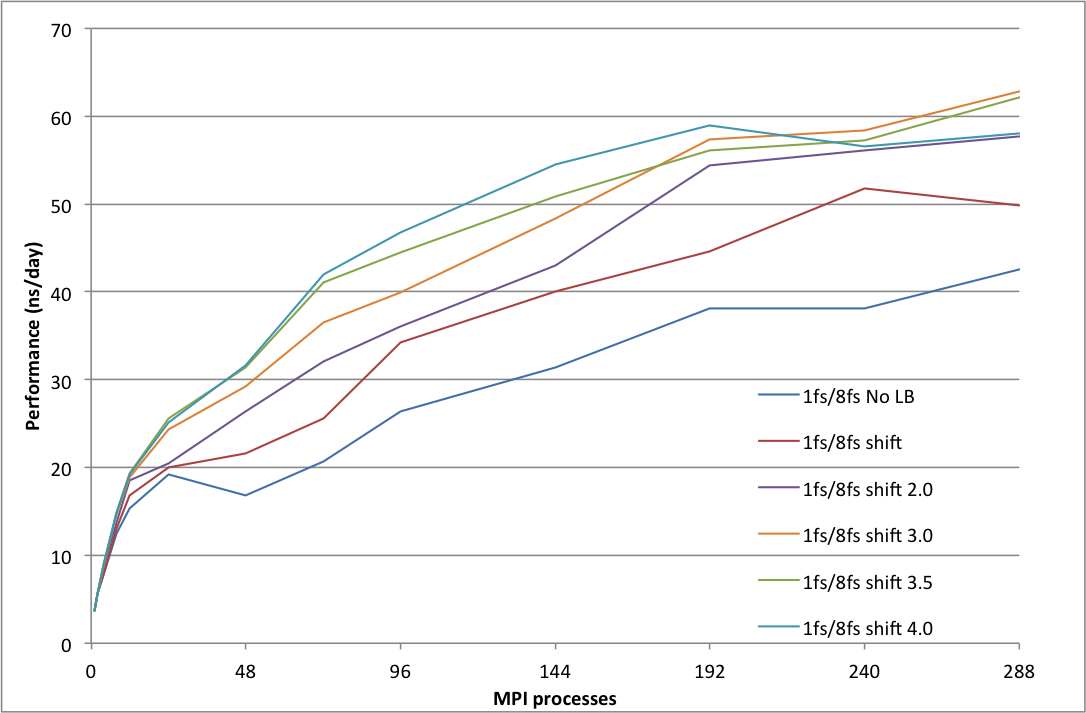 70
60
50
40
30
20
10
0
Performance (ns/day)
0 48 96 144 192 240 288
MPI processes
1fs/8fs No LB
1fs/8fs shift
1fs/8fs shift 2.0
1fs/8fs shift 3.0
1fs/8fs shift 3.5
1fs/8fs shift 4.0